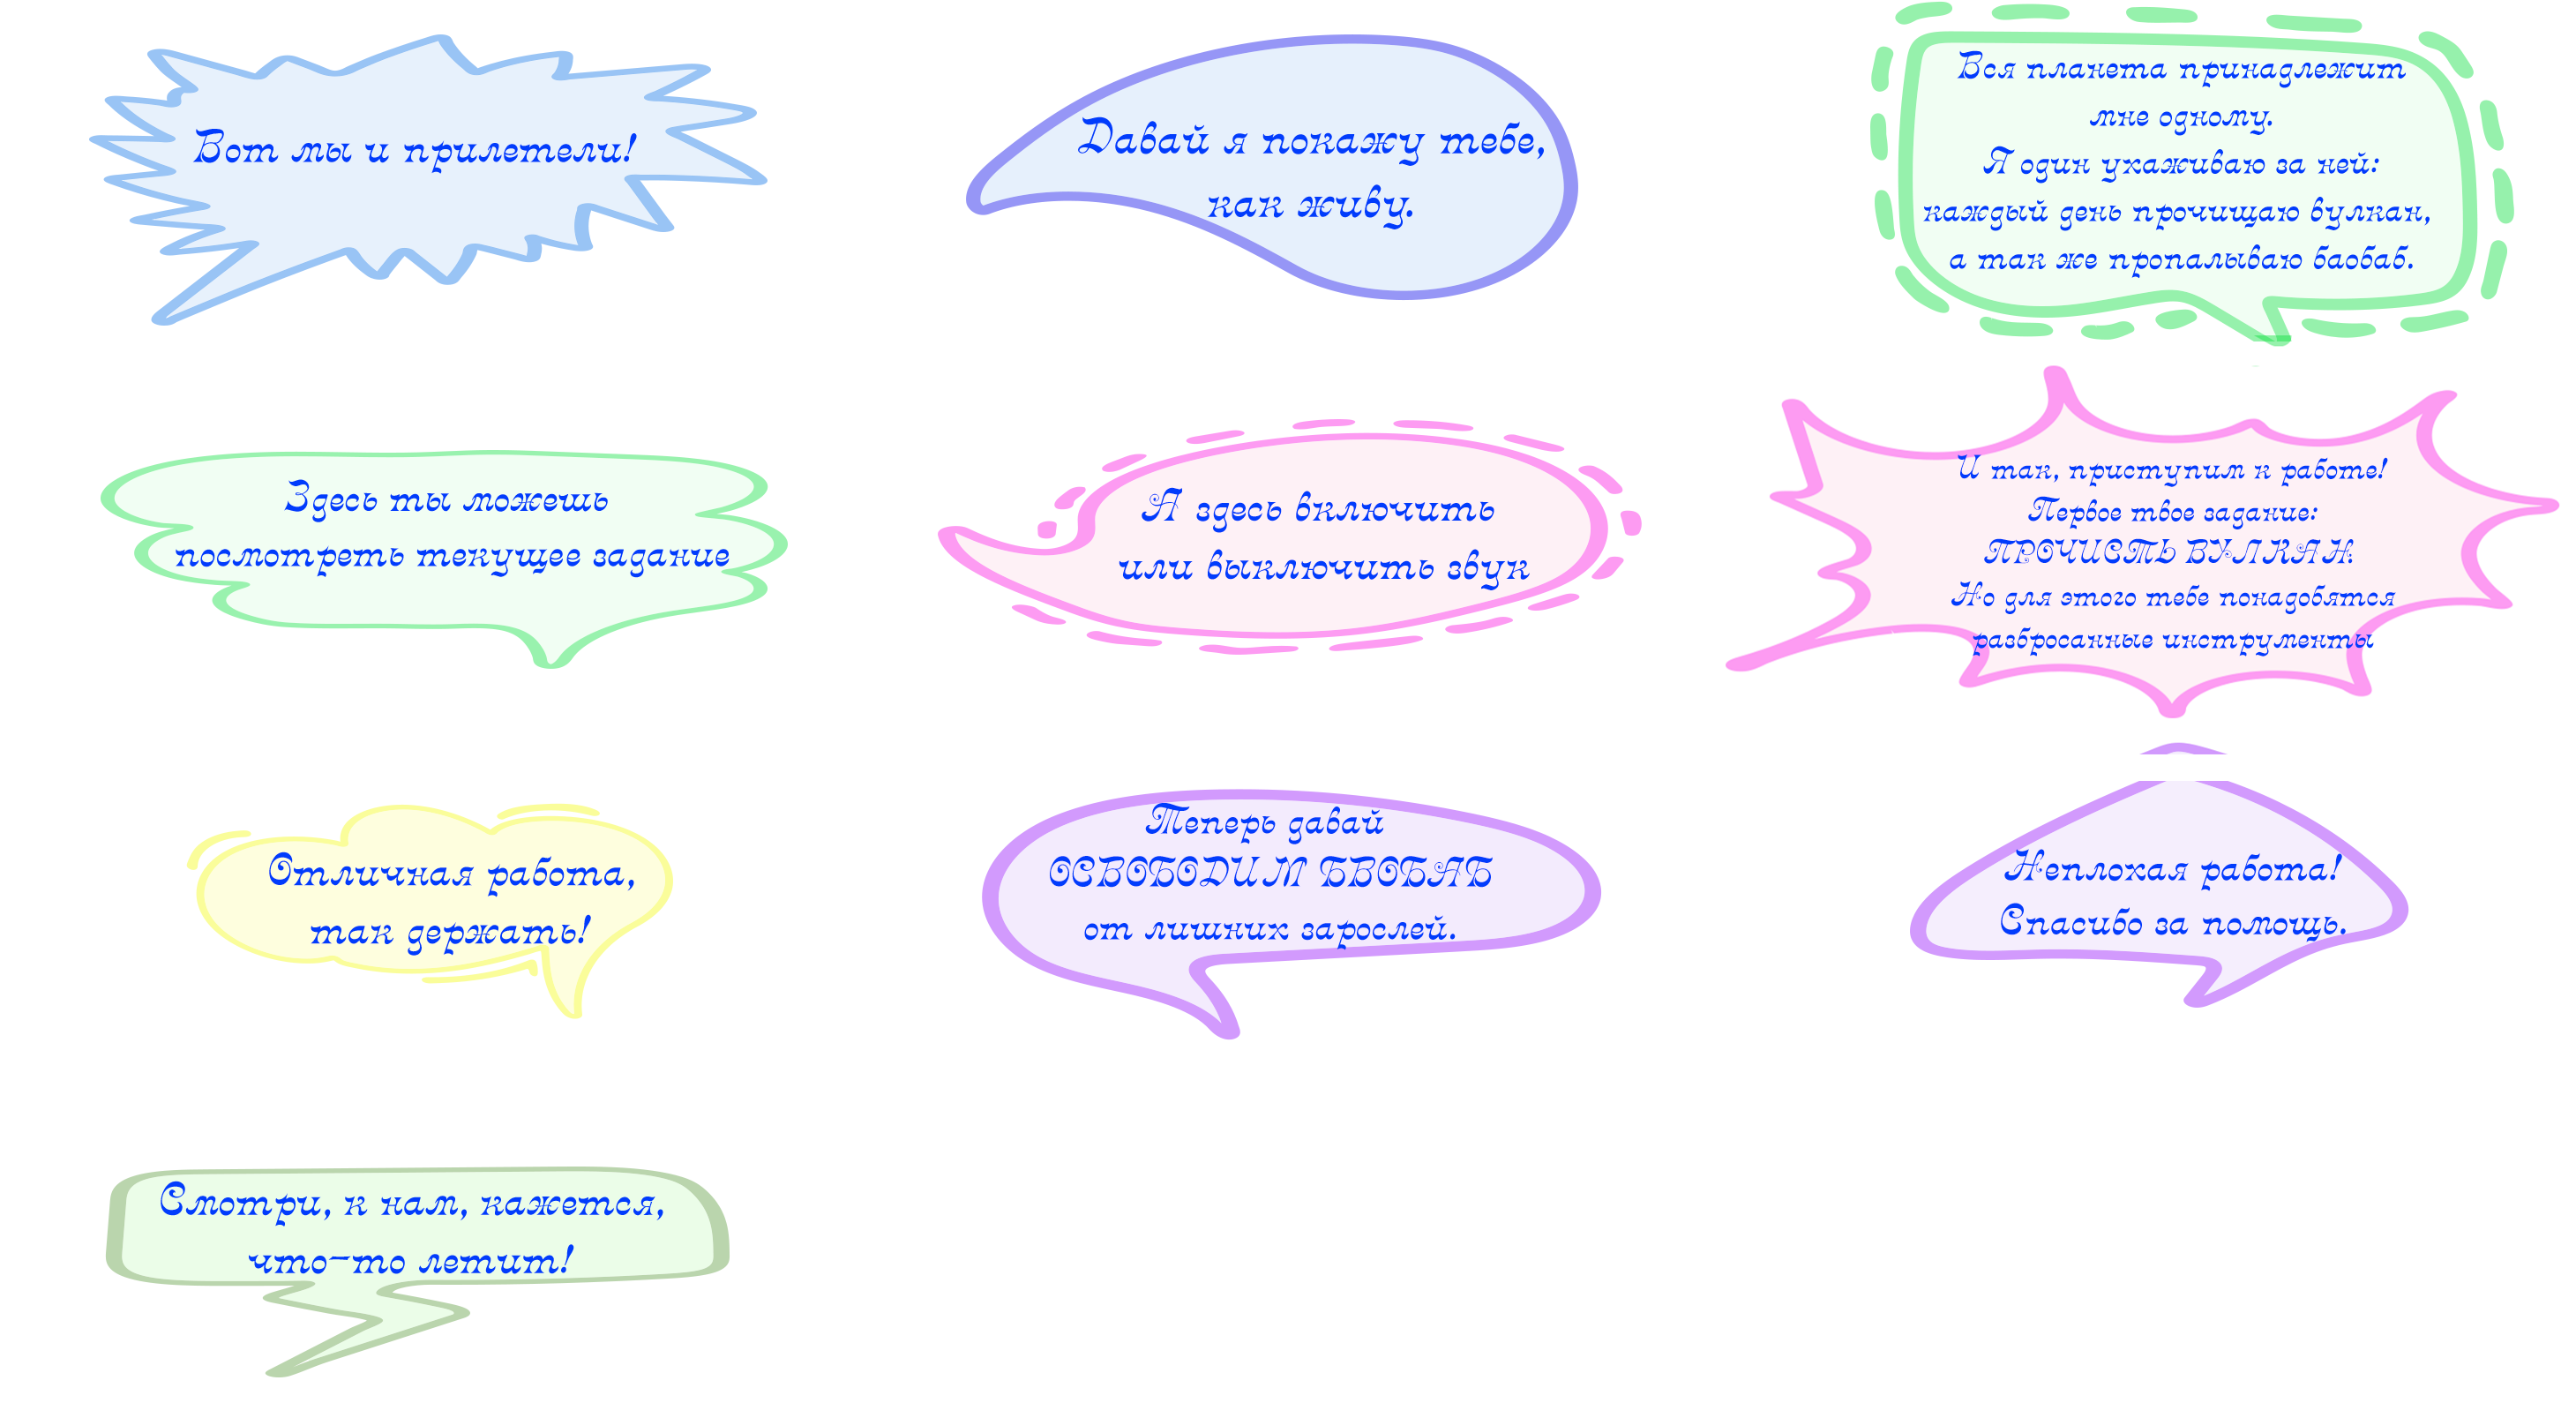 Вот мы и прилетели!
Давай я покажу тебе,
как живу.
Вся планета принадлежит
мне одному.
Я один ухаживаю за ней:
каждый день прочищаю вулкан,
а так же пропалываю баобаб.
Здесь ты можешь
посмотреть текущее задание
А здесь включить
или выключить звук
И так, приступим к работе!
Первое твое задание:
ПРОЧИСТЬ ВУЛКАН.
Но для этого тебе понадобятся
разбросанные инструменты
Отличная работа,
так держать!
Теперь давай
ОСВОБОДИМ БВОБАБ
от лишних зарослей.
Неплохая работа!
Спасибо за помощь.
Смотри, к нам, кажется,
что-то летит!